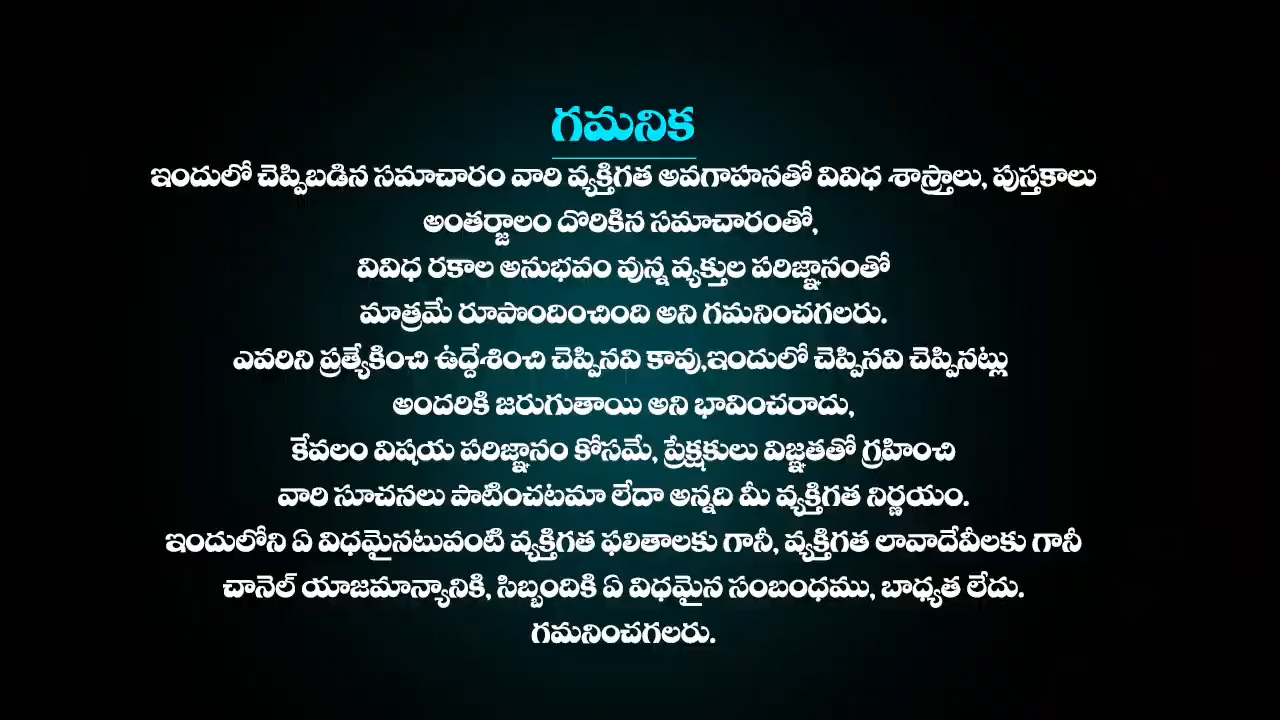 గమనిక
ఇందులో చెప్పిబడిన సమాచారం వారి వ్యక్తిగత అవగాహనతో వివిధ శాస్త్రాలు, పుస్తకాలు
అంతర్జాలం దొరికిన సమాచారంతో,
వివిధ రకాల అనుభవం వున్న వ్యక్తుల పరిజ్ఞానంతో
మాత్రమే రూపొందించింది అని గమనించగలరు.
ఎవరిని ప్రత్యేకించి ఉద్దేశించి చెప్పినవి కావు,ఇందులో చెప్పినవి చెప్పినట్లు
అందరికి జరుగుతాయి అని భావించరాదు,
కేవలం విషయ పరిజ్ఞానం కోసమే, ప్రేక్షకులు విజ్ఞతతో గ్రహించి
వారి సూచనలు పాటించటమా లేదా అన్నది మీ వ్యక్తిగత నిర్ణయం.
ఇందులోని ఏ విధమైనటువంటి వ్యక్తిగత ఫలితాలకు గానీ, వ్యక్తిగత లావాదేవీలకు గానీ
చానెల్ యాజమాన్యానికి, సిబ్బందికి ఏ విధమైన సంబంధము, బాధ్యత లేదు.
గమనించగలరు.